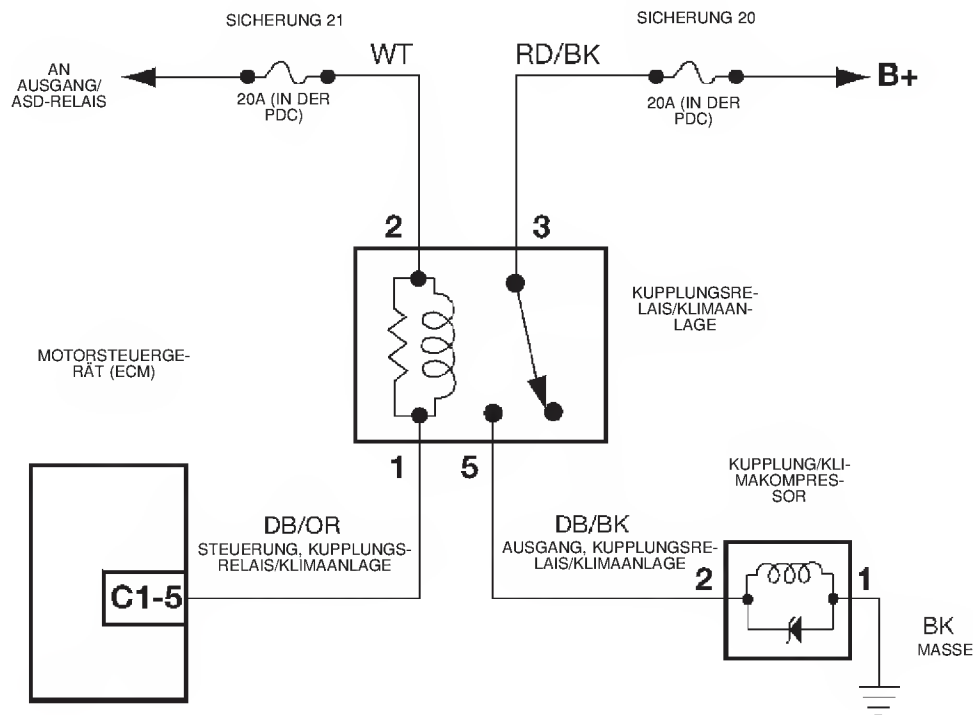 SICHERUNG 21
SICHERUNG 20
AN
AUSGANG/
ASD-RELAIS
WT
RD/BK
B+
20A (IN DER
PDC)
20A (IN DER
PDC)
2
3
KUPPLUNGSRE-
LAIS/KLIMAAN-
LAGE
MOTORSTEUERGE-
RÄT (ECM)
1
5
KUPPLUNG/KLI-
MAKOMPRES-
SOR
DB/OR
STEUERUNG, KUPPLUNGS-
RELAIS/KLIMAANLAGE
DB/BK
AUSGANG, KUPPLUNGSRE-
LAIS/KLIMAANLAGE
2
1
C1-5
BK
MASSE